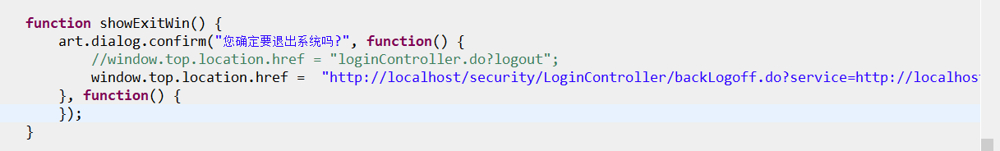 function showExitWin() {
art.dialog.confirm("您确定要退出系统吗?", function() {
//window.top.location.href = "loginController.do?logout";
window.top.location.href =  "http://localhost/security/LoginController/backLogoff.do?service=http://localhost
}, function() {
});
}